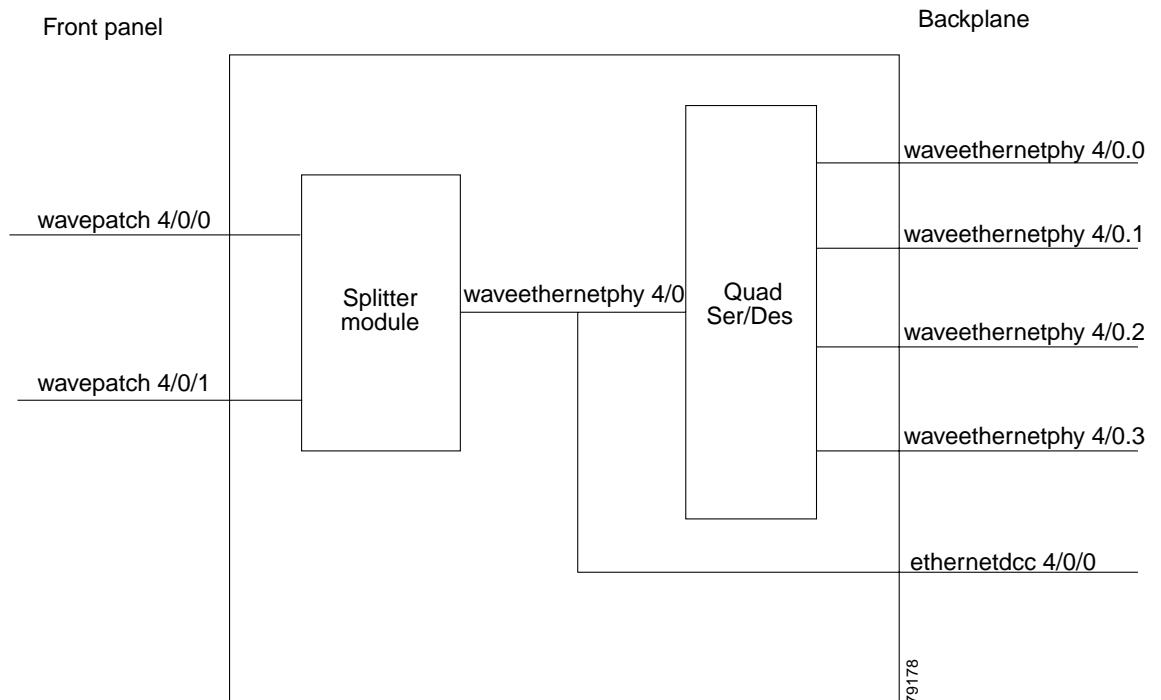 Front panel
Backplane
waveethernetphy 4/0.0
wavepatch 4/0/0
waveethernetphy 4/0.1
Splitter
module
waveethernetphy 4/0
Quad
Ser/Des
waveethernetphy 4/0.2
wavepatch 4/0/1
waveethernetphy 4/0.3
ethernetdcc 4/0/0
79178